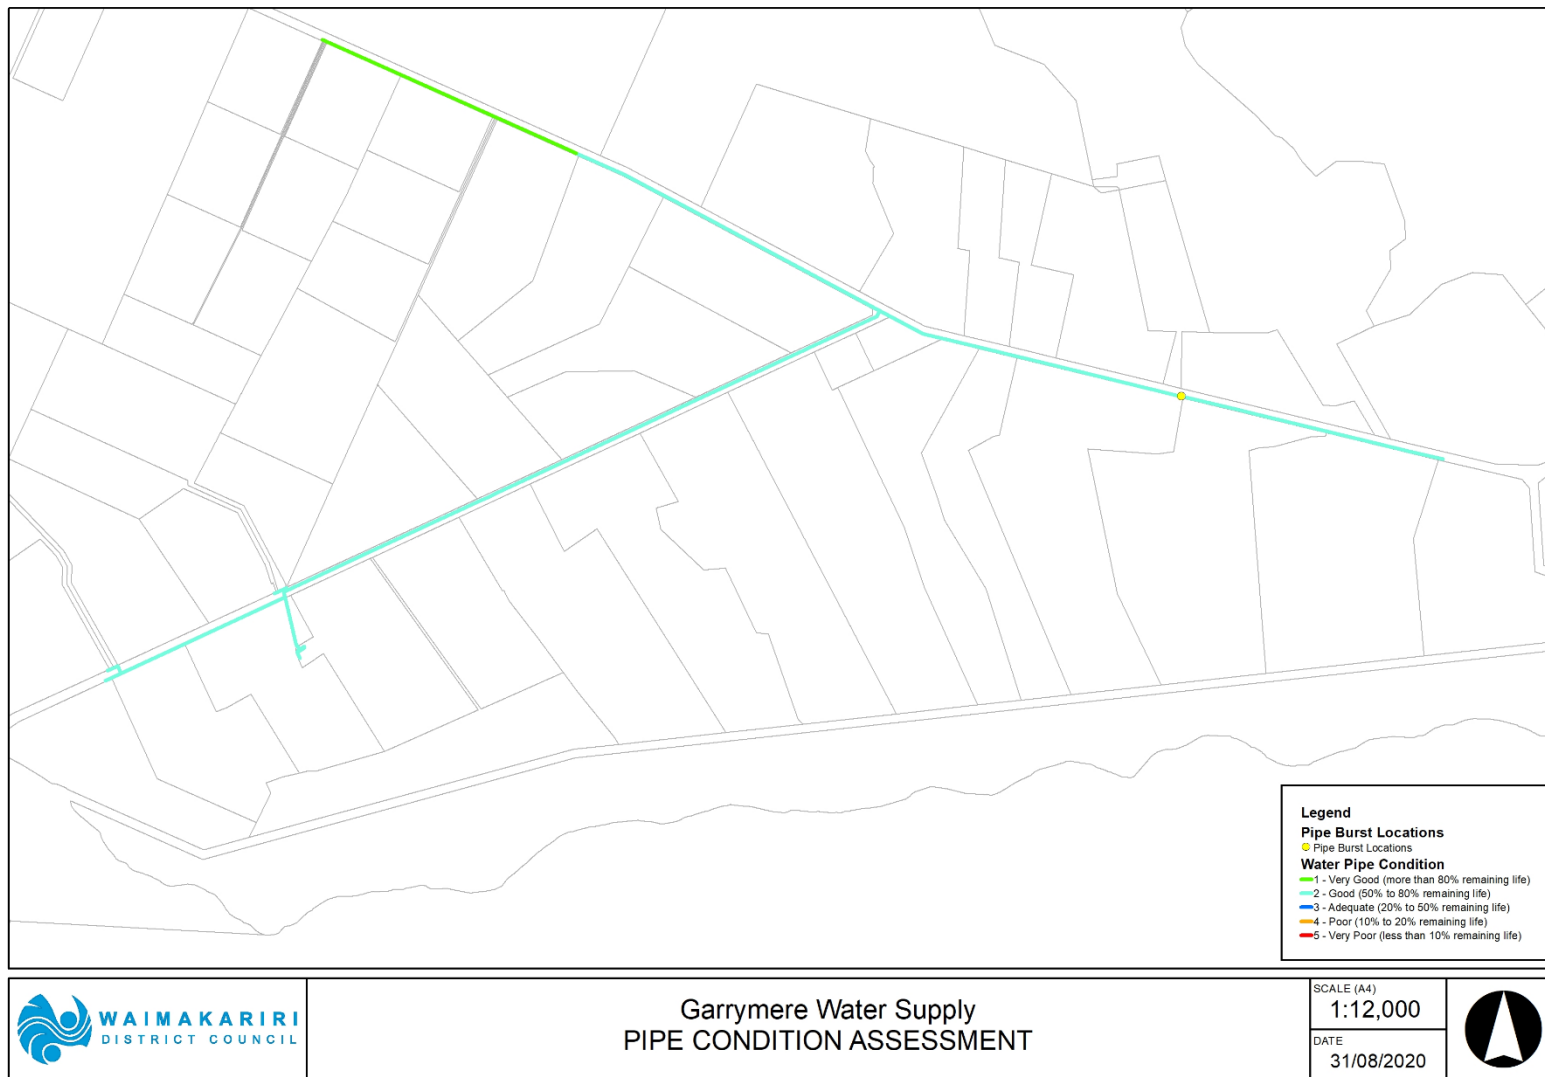 Legend
Pipe Burst Locations
Pipe Burst Locations
Water Pipe Condition
1 - Very Good (more than 80% remaining life)
2 - Good (50% to 80% remaining life)
3 - Adequate (20% to 50% remaining life)
4 - Poor (10% to 20% remaining life)
5 - Very Poor (less than 10% remaining life)
WAIMAKARIRI
DISTRICT COUNCIL
Garrymere Water Supply
PIPE CONDITION ASSESSMENT
SCALE (A4)
1:12,000
DATE
31/08/2020